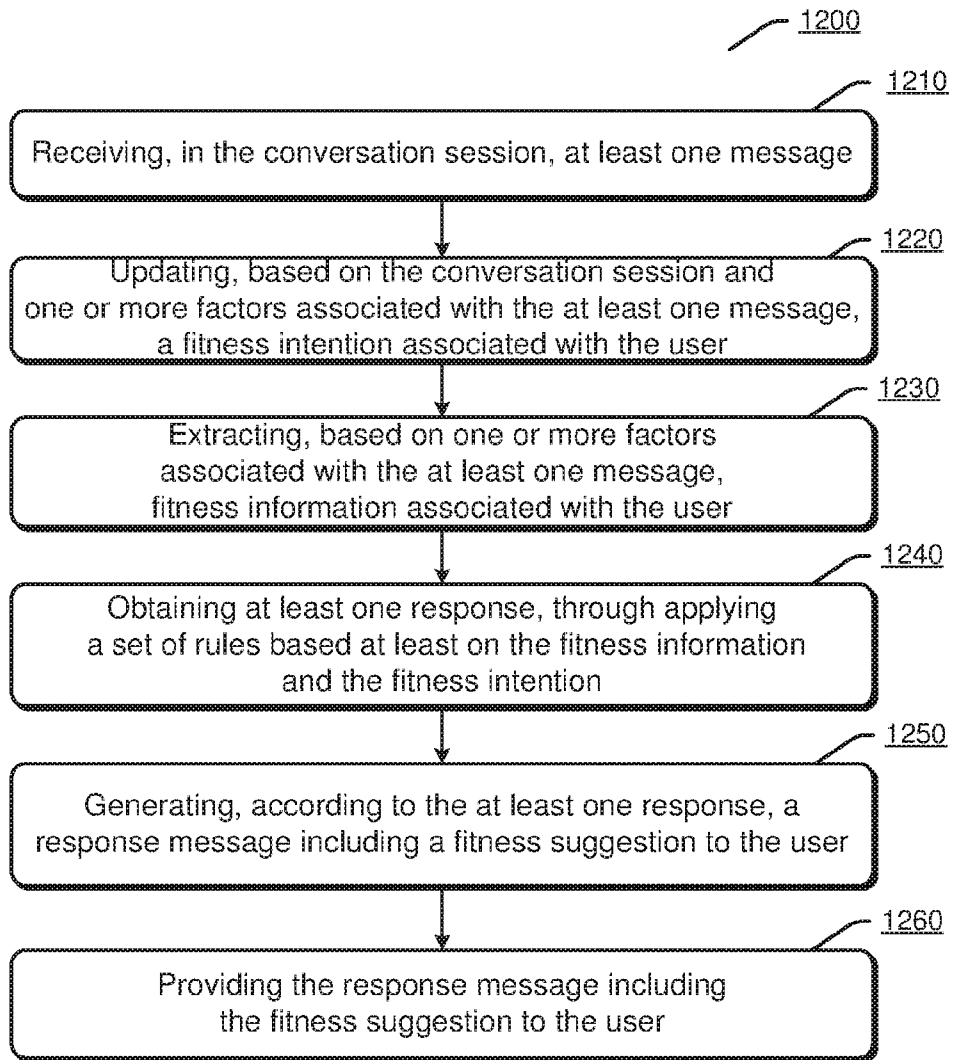 1200
1210
Receiving, in the conversation session, at least one message
1220
Updating, based on the conversation session and
one or more factors associated with the at least one message,
a fitness intention associated with the user
1230
Extracting, based on one or more factors
associated with the at least one message,
fitness information associated with the user
1240
Obtaining at least one response, through applying
a set of rules based at least on the fitness information
and the fitness intention
1250
Generating, according to the at least one response, a
response message including a fitness suggestion to the user
1260
Providing the response message including
the fitness suggestion to the user